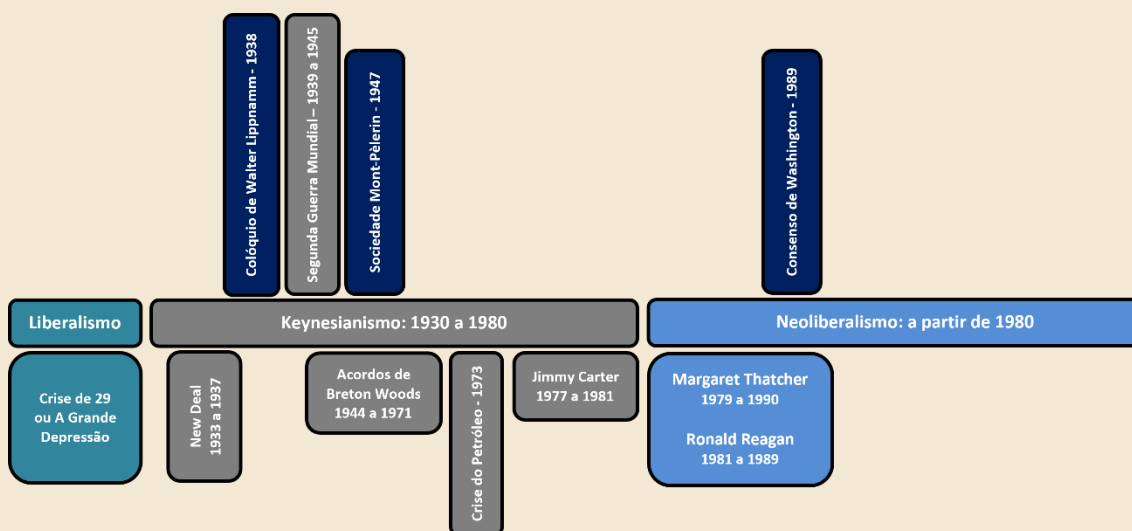 Colóquio de Walter Lippnamm - 1938
Segunda Guerra Mundial – 1939 a 1945
Sociedade Mont-Pèlerin - 1947
Consenso de Washington - 1989
Liberalismo
Keynesianismo: 1930 a 1980
Neoliberalismo: a partir de 1980
Crise de 29
ou A Grande
Depressão
New Deal
1933 a 1937
Acordos de
Breton Woods
1944 a 1971
Crise do Petróleo - 1973
Jimmy Carter
1977 a 1981
Margaret Thatcher
1979 a 1990
Ronald Reagan
1981 a 1989